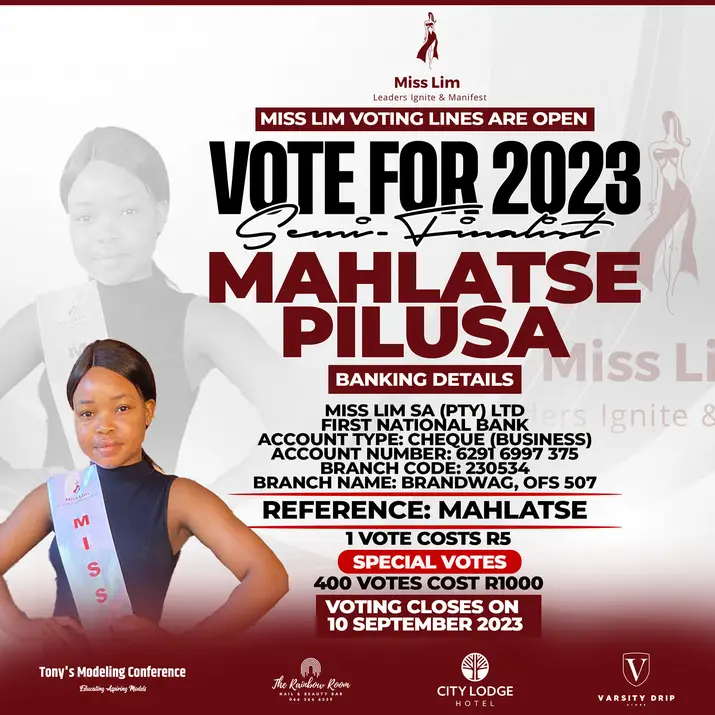 Miss Lim
Leaders Ignite & Manifest
MISS LIM VOTING LINES ARE OPEN
VOTE FOR 2023
Semi-Finalist
MAHLATSE
PILUSA
Miss Li
ers Ignite &
BANKING DETAILS
MISS LIM SA (PTY) LTD
FIRST NATIONAL BANK
ACCOUNT TYPE: CHEQUE (BUSINESS)
ACCOUNT NUMBER: 6291 6997 375
BRANCH CODE: 230534
BRANCH NAME: BRANDWAG, OFS 507
REFERENCE: MAHLATSE
1 VOTE COSTS R5
SPECIAL VOTES
400 VOTES COST R1000
VOTING CLOSES ON
10 SEPTEMBER 2023
MISS
Tony's Modeling Conference
Educating Aspiring Models
The Rainbow Room
NAIL & BEAUTY BAR
CITY LODGE
HOTEL
V
VARSITY DRIP
STORE